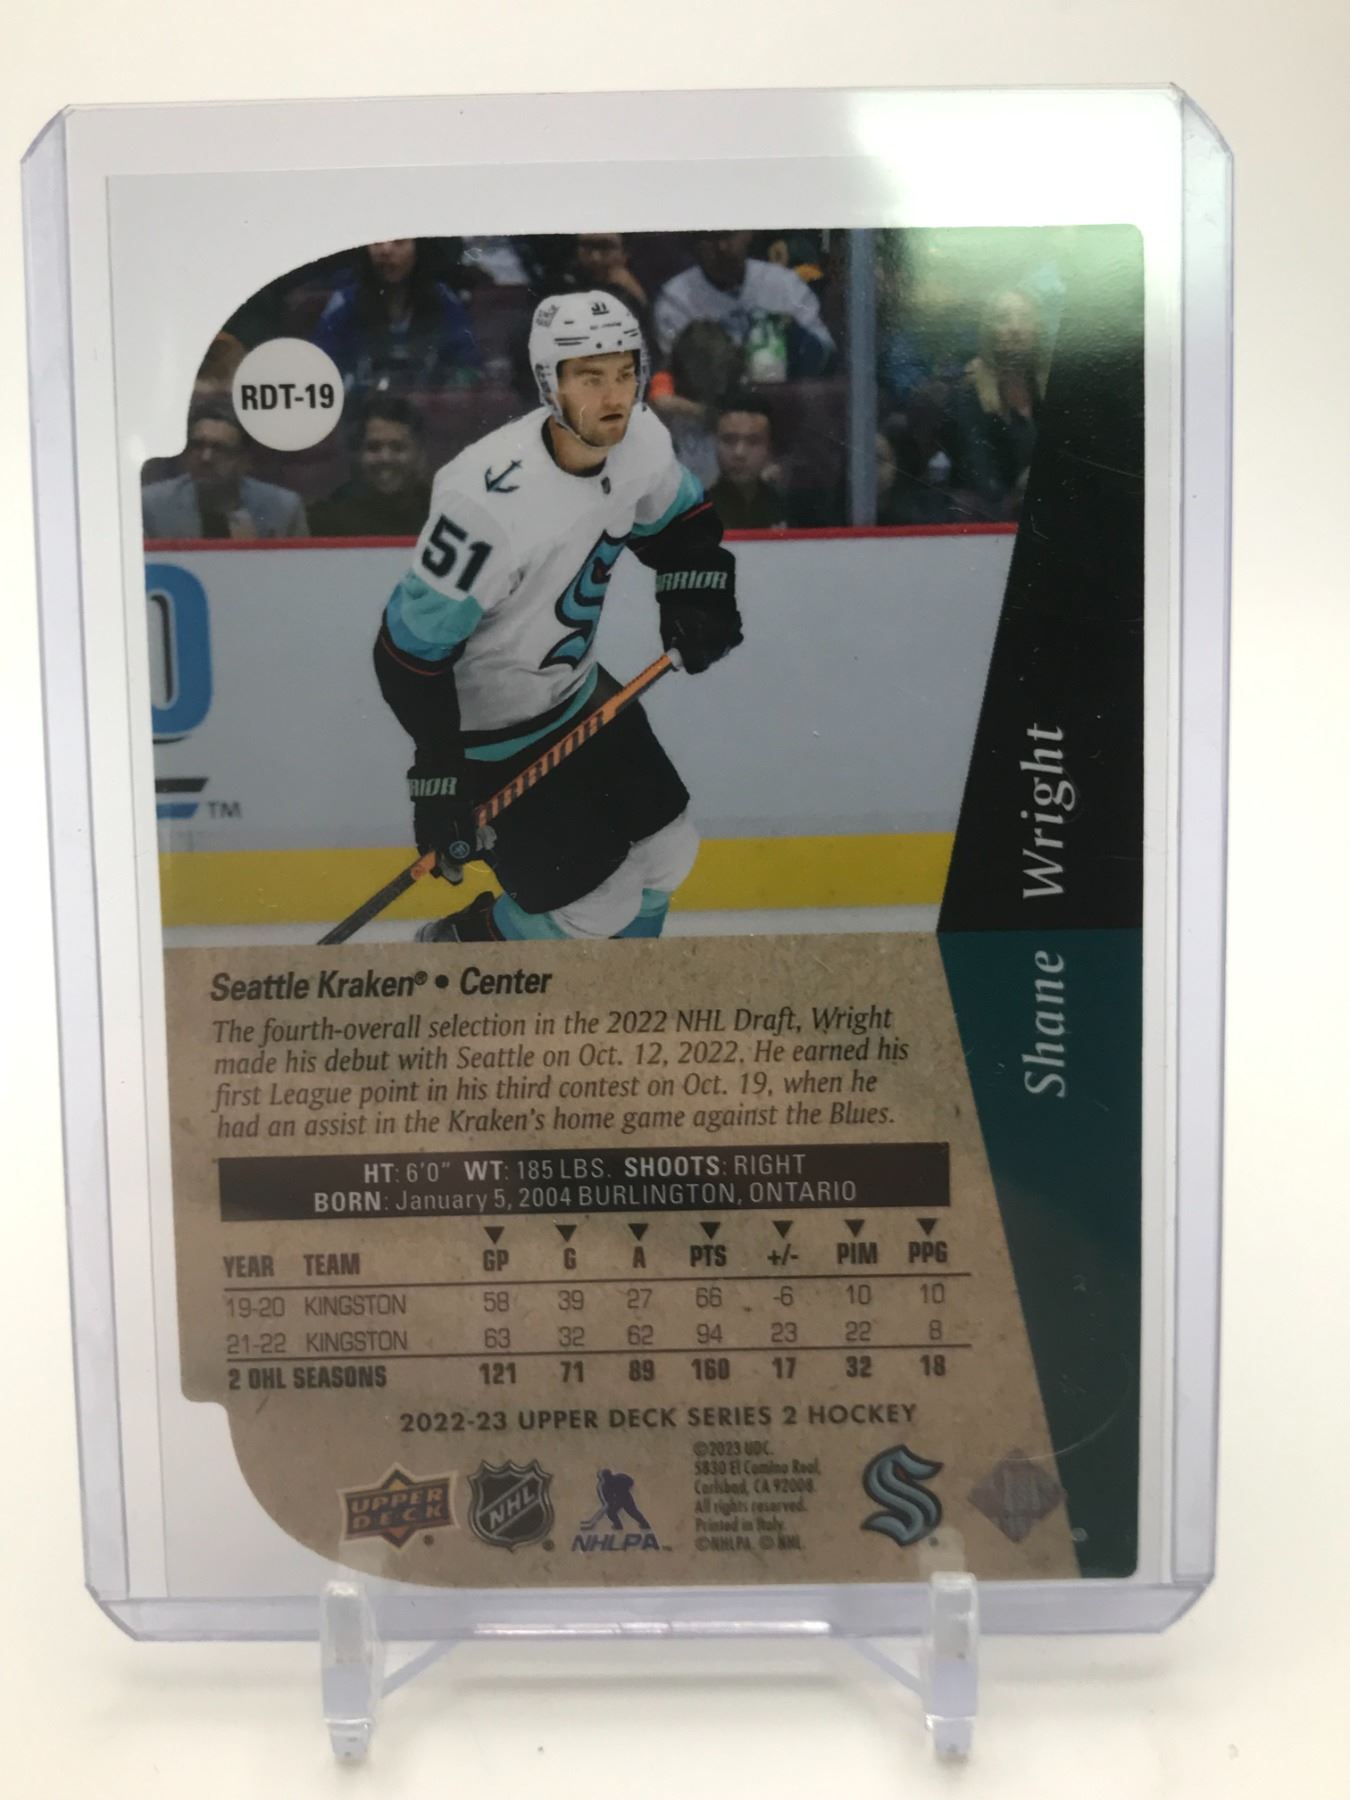 RDT-19
51
51
WARRIOR
RIOR
WARRIOR
TM
Shane Wright
Seattle Kraken® • Center
The fourth-overall selection in the 2022 NHL Draft, Wright
made his debut with Seattle on Oct. 12, 2022. He earned his
first League point in his third contest on Oct. 19, when he
had an assist in the Kraken's home game against the Blues.
HT: 6'0" WT: 185 LBS. SHOOTS: RIGHT
BORN: January 5, 2004 BURLINGTON, ONTARIO
YEAR TEAM GP G A PTS +/- PIM PPG
19-20 KINGSTON 58 39 27 66 -6 10 10
21-22 KINGSTON 63 32 62 94 23 22 8
2 OHL SEASONS 121 71 89 160 17 32 18
2022-23 UPPER DECK SERIES 2 HOCKEY
UPPER DECK
NHL
NHLPA™
©2023 UDC.
5830 El Camino Real,
Carlsbad, CA 92008.
All rights reserved.
Printed in Italy.
©NHLPA. © NHL.